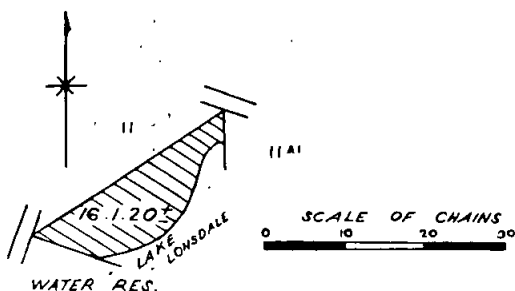 11
11A1
16.1.20±
LAKE
LONSDALE
WATER RES.
SCALE OF CHAINS
0 10 20 30